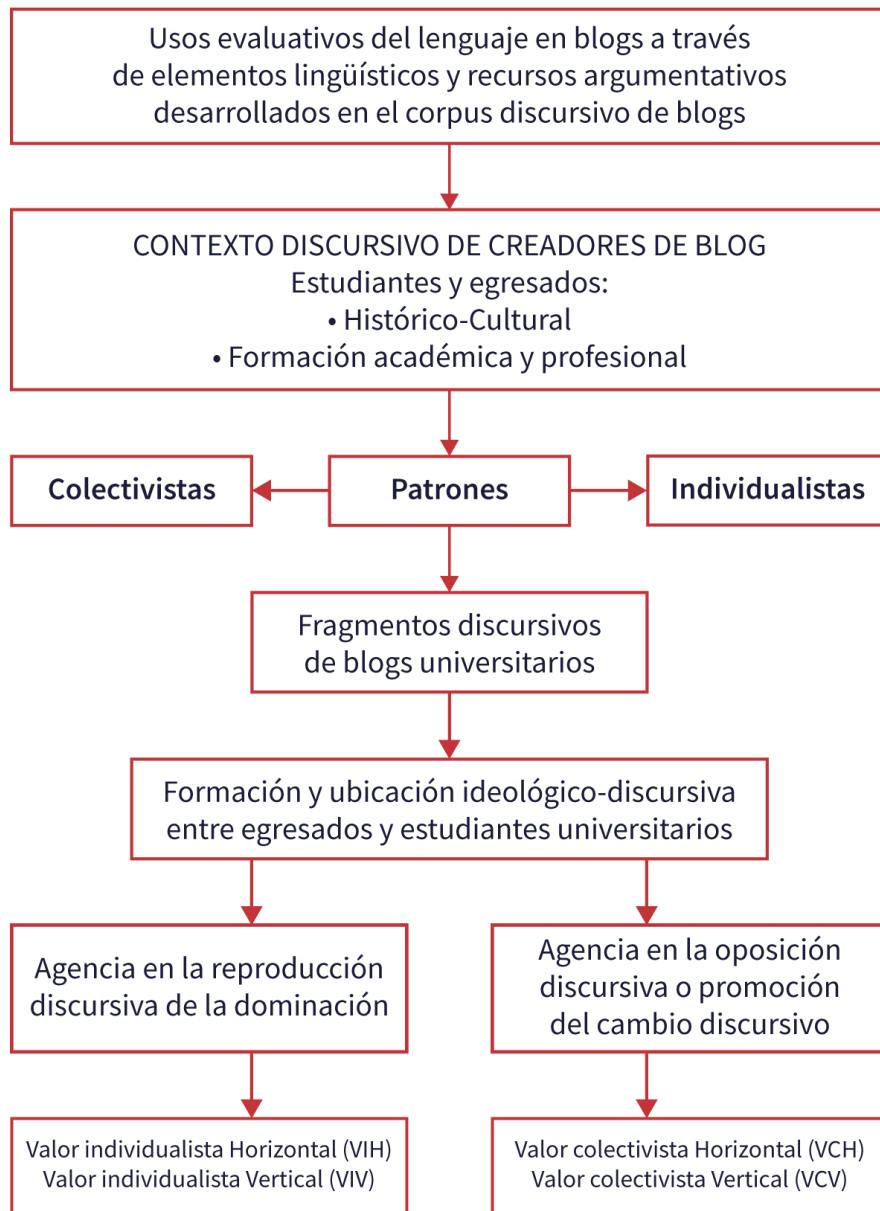 Usos evaluativos del lenguaje en blogs a través
de elementos lingüísticos y recursos argumentativos
desarrollados en el corpus discursivo de blogs
CONTEXTO DISCURSIVO DE CREADORES DE BLOG
Estudiantes y egresados:
• Histórico-Cultural
• Formación académica y profesional
Colectivistas
Patrones
Individualistas
Fragmentos discursivos
de blogs universitarios
Formación y ubicación ideológico-discursiva
entre egresados y estudiantes universitarios
Agencia en la reproducción
discursiva de la dominación
Agencia en la oposición
discursiva o promoción
del cambio discursivo
Valor individualista Horizontal (VIH)
Valor individualista Vertical (VIV)
Valor colectivista Horizontal (VCH)
Valor colectivista Vertical (VCV)